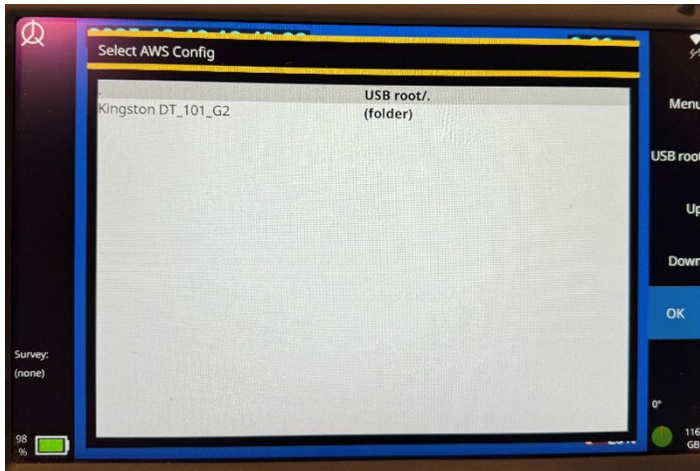 Select AWS Config
. USB root/.
Kingston DT_101_G2 (folder)
Menu
USB root
Up
Down
OK
Survey:
(none)
0°
98
%
116
GB